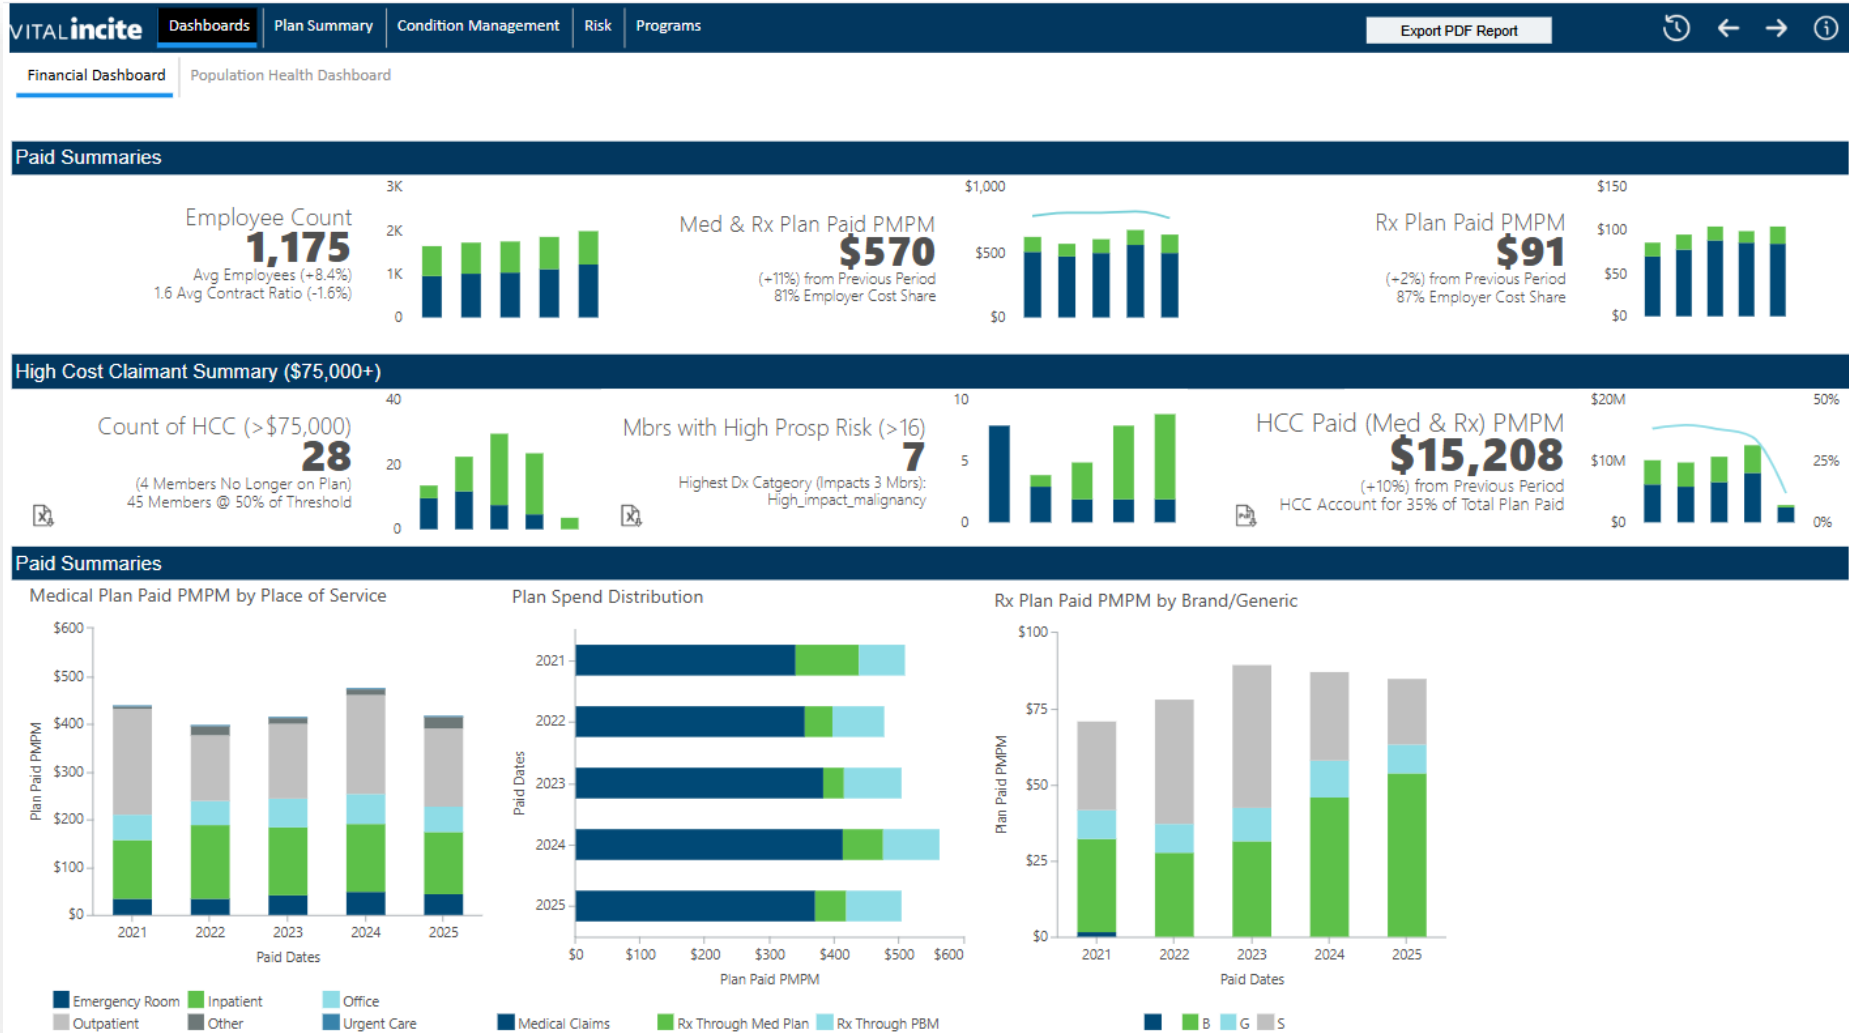 VITALincite
Dashboards
Plan Summary
Condition Management
Risk
Programs
Export PDF Report
Financial Dashboard
Population Health Dashboard
Paid Summaries
Employee Count
1,175
Avg Employees (+8.4%)
1.6 Avg Contract Ratio (-1.6%)
3K
2K
1K
0
Med & Rx Plan Paid PMPM
$570
(+11%) from Previous Period
81% Employer Cost Share
$1,000
$500
$0
Rx Plan Paid PMPM
$91
(+2%) from Previous Period
87% Employer Cost Share
$150
$100
$50
$0
High Cost Claimant Summary ($75,000+)
Count of HCC (>$75,000)
28
(4 Members No Longer on Plan)
45 Members @ 50% of Threshold
40
20
0
Mbrs with High Prosp Risk (>16)
7
Highest Dx Catgeory (Impacts 3 Mbrs):
High_impact_malignancy
10
5
0
HCC Paid (Med & Rx) PMPM
$15,208
(+10%) from Previous Period
HCC Account for 35% of Total Plan Paid
$20M
$10M
$0
50%
25%
0%
Paid Summaries
Medical Plan Paid PMPM by Place of Service
Plan Paid PMPM
$600
$500
$400
$300
$200
$100
$0
2021 2022 2023 2024 2025
Paid Dates
Emergency Room Inpatient Office
Outpatient Other Urgent Care
Plan Spend Distribution
Paid Dates
2021
2022
2023
2024
2025
$0 $100 $200 $300 $400 $500 $600
Plan Paid PMPM
Medical Claims Rx Through Med Plan Rx Through PBM
Rx Plan Paid PMPM by Brand/Generic
Plan Paid PMPM
$100
$75
$50
$25
$0
2021 2022 2023 2024 2025
Paid Dates
B G S